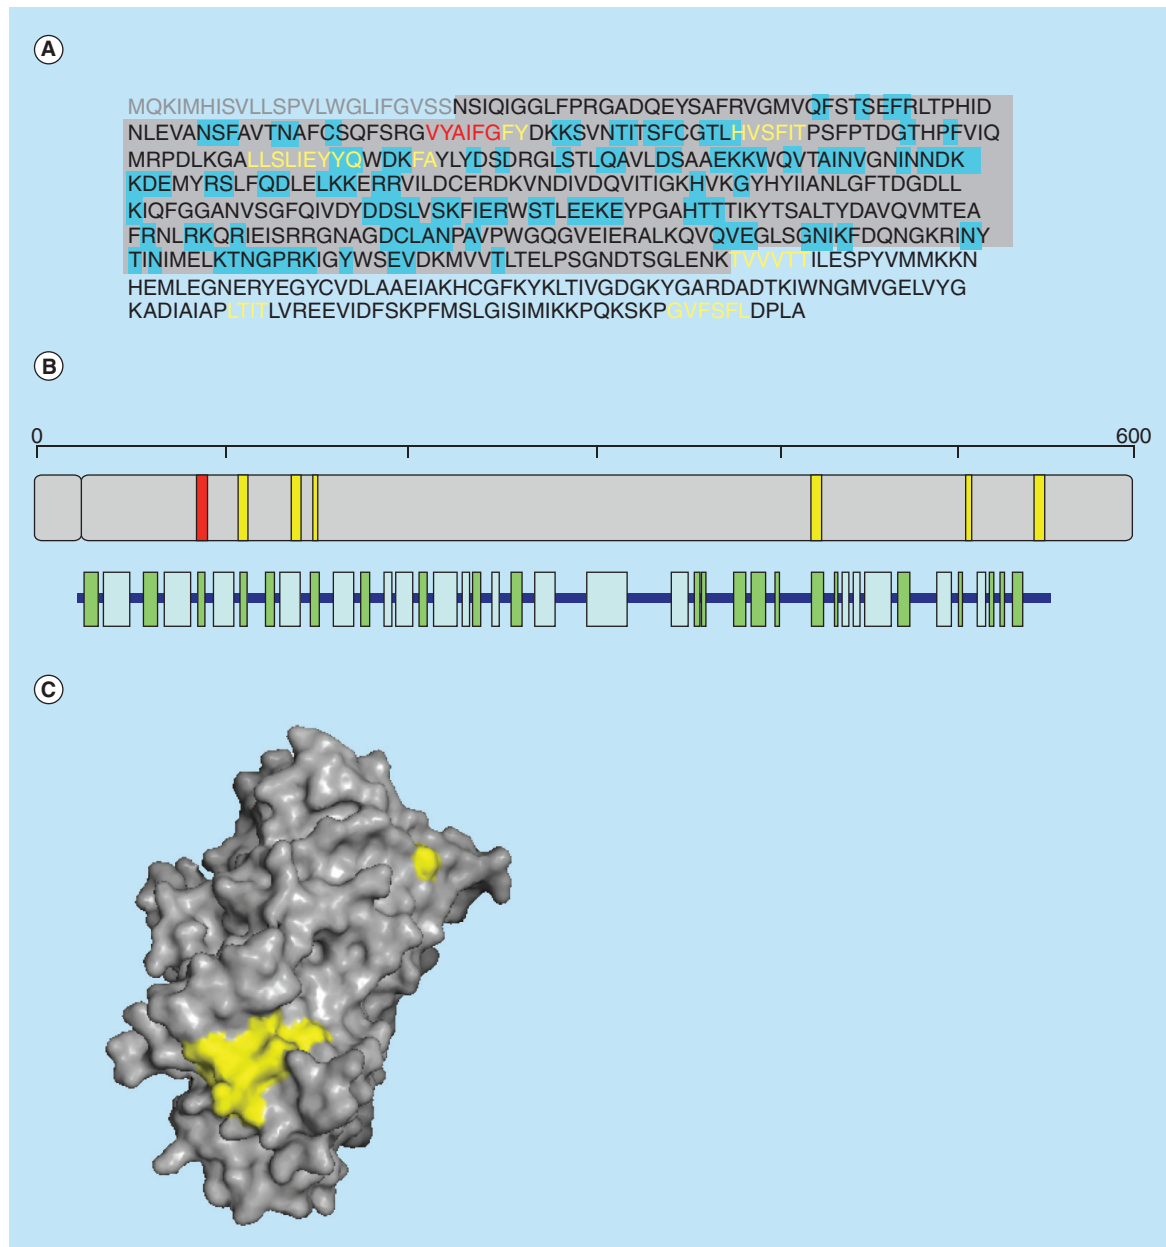 A
MQKIMHISVLLSPVLWGLIFGVSSNSIQIGGLFPRGADQEYSAFRVGMVQFSTSEFRLTPHID
NLEVANSFAVTNAFCSQFSRGVYAIFGFYDKKSVNTITSFCGTLHVSFITPSFPTDGTHPFVIQ
MRPDLKGALLSLIEYYQWDKFAYLYDSDRGLSTLQAVLDSAAEKKWQVTAINVGNINNDK
KDEMYRSLFQDLELKKERRVILDCERDKVNDIVDQVITIGKHVKGYHYIIANLGFTDGDLL
KIQFGGANVSGFQIVDYDDSLVSKFIERWSTLEEKEYPGAHTTTIKYTSALTYDAVQVMTEA
FRNLRKQRIEISRRGNAGDCLANPAVPWGQGVEIERALKQVQVEGLSGNIKFDQNGKRINY
TINIMELKTNGPRKIGYWSEVDKMVVTLTELPSGNDTSGLENKTVVVTTILESPYVMMKKN
HEMLEGNERYEGYCVDLAAEIAKHCGFKYKLTIVGDGKYGARDADTKIWNGMVGELVYG
KADIAIAPLTITLVREEVIDFSKPFMSLGISIMIKKPQKSKPGVFSFLDPLA
B
0 600
C